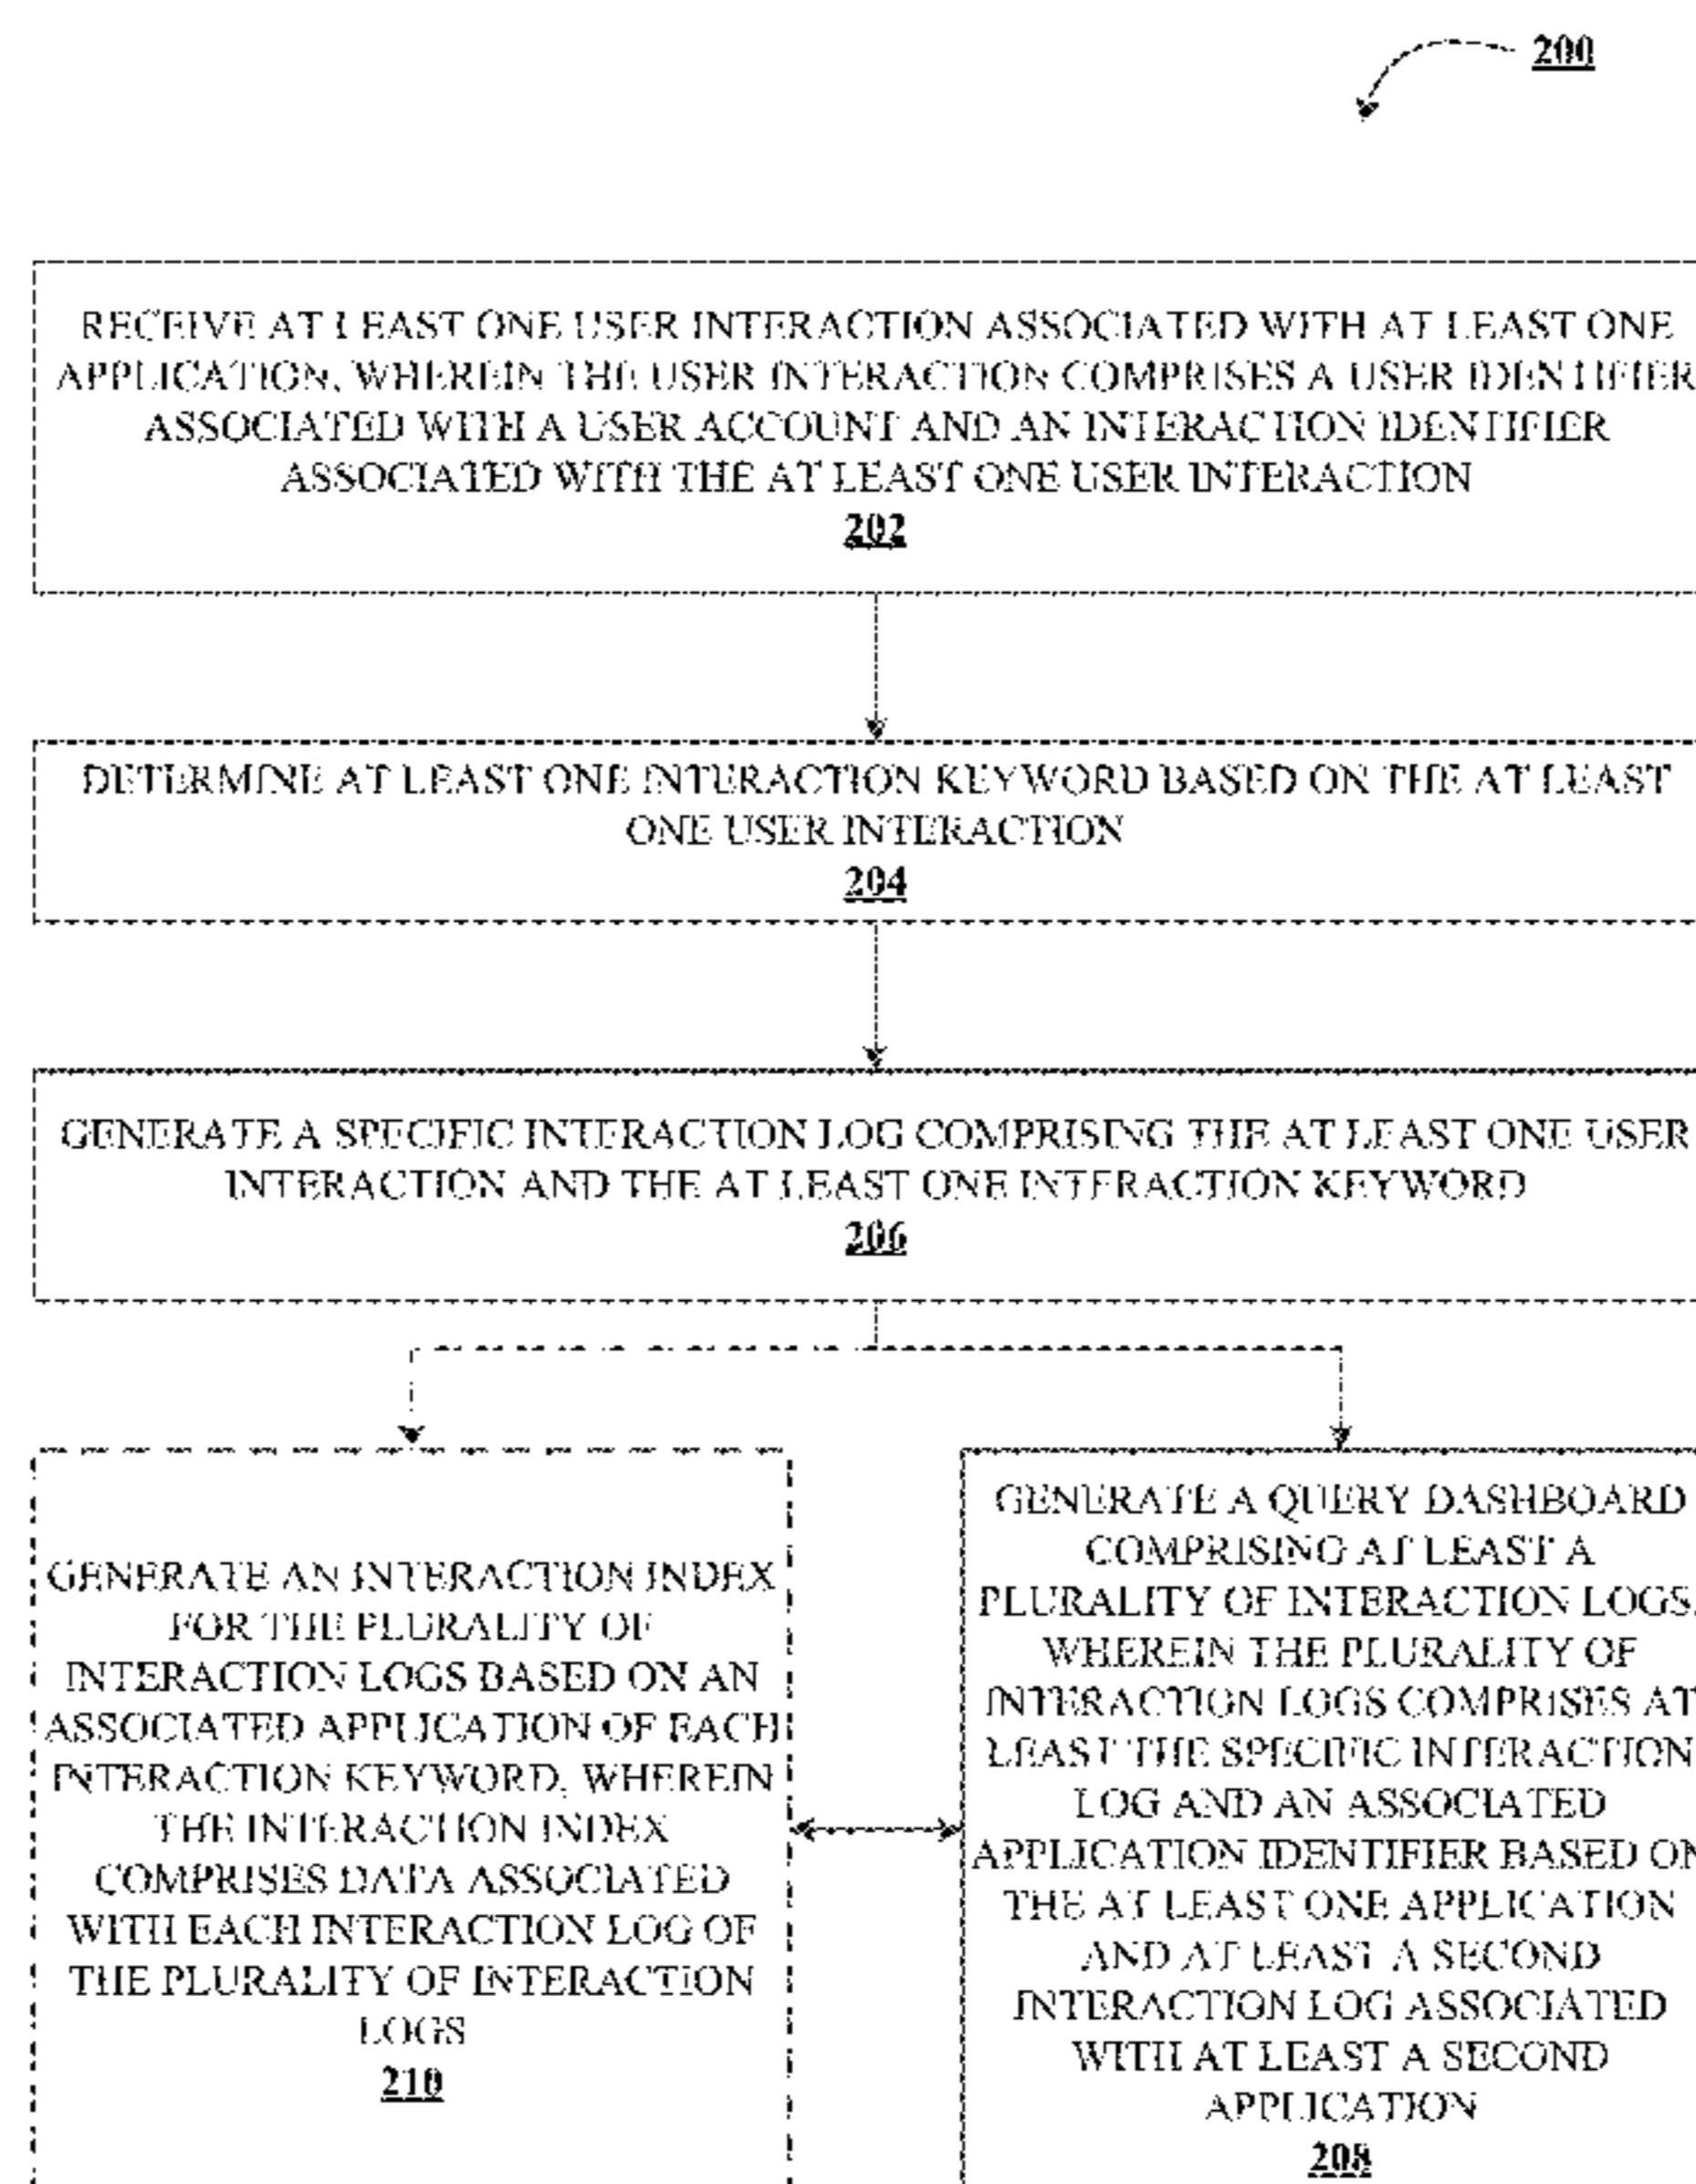 200
RECEIVE AT LEAST ONE USER INTERACTION ASSOCIATED WITH AT LEAST ONE
APPLICATION, WHEREIN THE USER INTERACTION COMPRISES A USER IDENTIFIER
ASSOCIATED WITH A USER ACCOUNT AND AN INTERACTION IDENTIFIER
ASSOCIATED WITH THE AT LEAST ONE USER INTERACTION
202
DETERMINE AT LEAST ONE INTERACTION KEYWORD BASED ON THE AT LEAST
ONE USER INTERACTION
204
GENERATE A SPECIFIC INTERACTION LOG COMPRISING THE AT LEAST ONE USER
INTERACTION AND THE AT LEAST ONE INTERACTION KEYWORD
206
GENERATE AN INTERACTION INDEX
FOR THE PLURALITY OF
INTERACTION LOGS BASED ON AN
ASSOCIATED APPLICATION OF EACH
INTERACTION KEYWORD, WHEREIN
THE INTERACTION INDEX
COMPRISES DATA ASSOCIATED
WITH EACH INTERACTION LOG OF
THE PLURALITY OF INTERACTION
LOGS
210
GENERATE A QUERY DASHBOARD
COMPRISING AT LEAST A
PLURALITY OF INTERACTION LOGS,
WHEREIN THE PLURALITY OF
INTERACTION LOGS COMPRISES AT
LEAST THE SPECIFIC INTERACTION
LOG AND AN ASSOCIATED
APPLICATION IDENTIFIER BASED ON
THE AT LEAST ONE APPLICATION
AND AT LEAST A SECOND
INTERACTION LOG ASSOCIATED
WITH AT LEAST A SECOND
APPLICATION
208